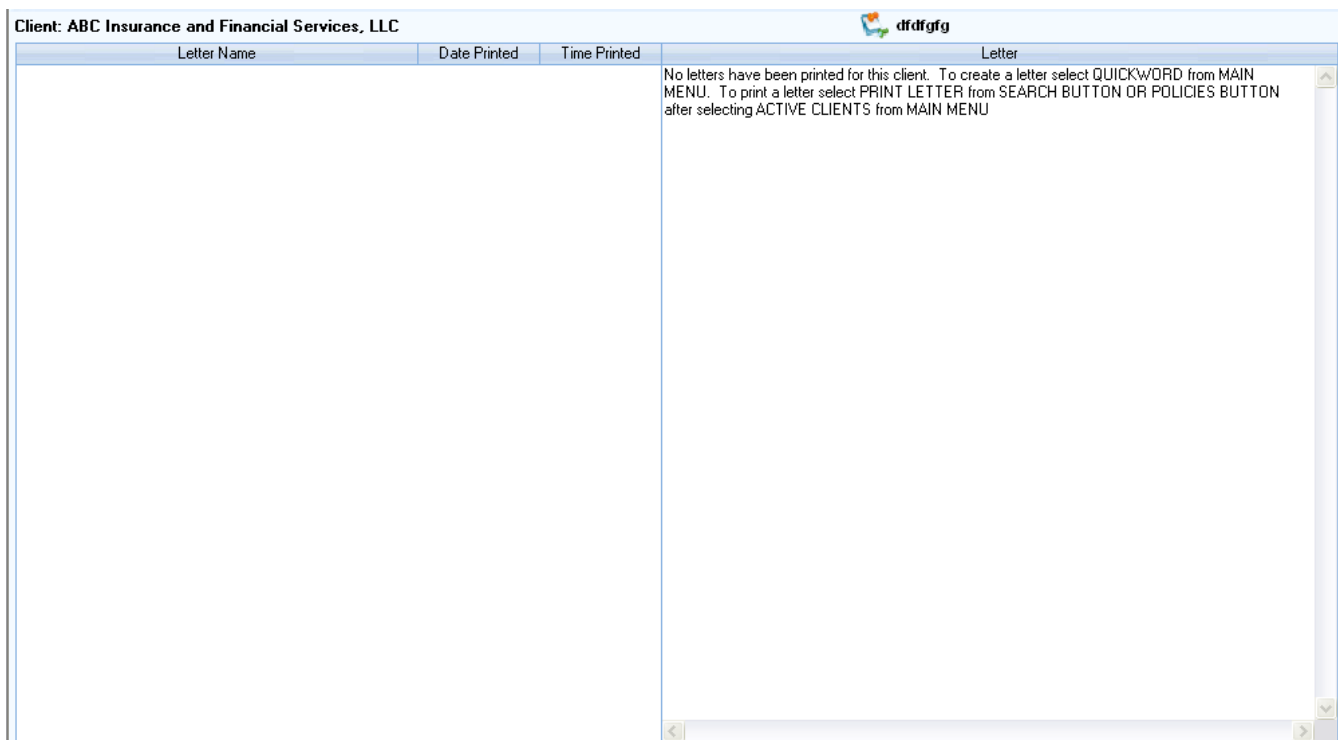 Client: ABC Insurance and Financial Services, LLC dfdfgfg
Letter Name Date Printed Time Printed Letter
No letters have been printed for this client.  To create a letter select QUICKWORD from MAIN
MENU.  To print a letter select PRINT LETTER from SEARCH BUTTON OR POLICIES BUTTON
after selecting ACTIVE CLIENTS from MAIN MENU